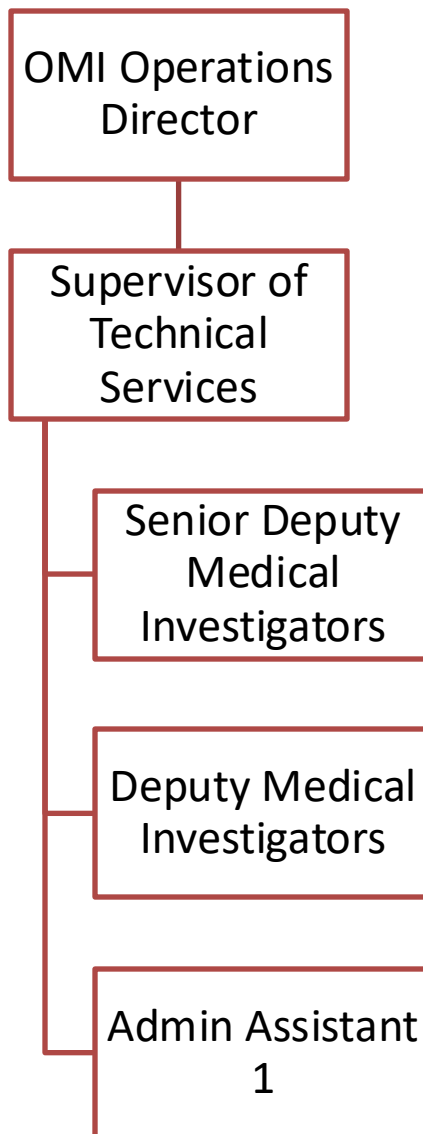 OMI Operations
Director
Supervisor of
Technical
Services
Senior Deputy
Medical
Investigators
Deputy Medical
Investigators
Admin Assistant
1